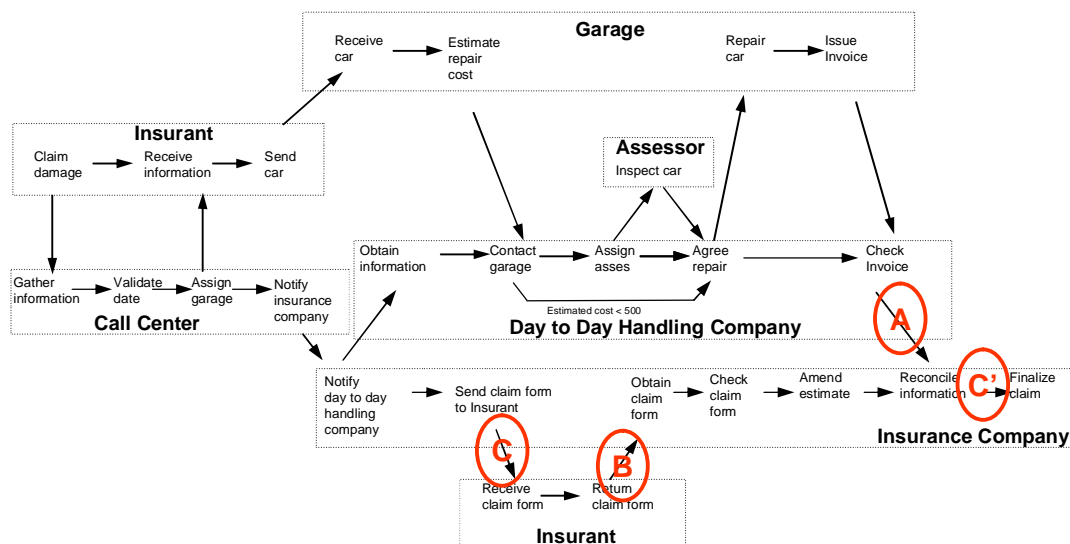 Garage
Receive
car
Estimate
repair
cost
Repair
car
Issue
Invoice
Insurant
Claim
damage
Receive
information
Send
car
Assessor
Inspect car
Obtain
information
Contact
garage
Assign
asses
Agree
repair
Check
Invoice
Estimated cost < 500
Day to Day Handling Company
Gather
information
Validate
date
Assign
garage
Notify
insurance
company
Call Center
A
Notify
day to day
handling
company
Send claim form
to Insurant
Obtain
claim
form
Check
claim
form
Amend
estimate
Reconcile
information
C’
Finalize
claim
Insurance Company
C
B
Receive
claim form
Return
claim form
Insurant